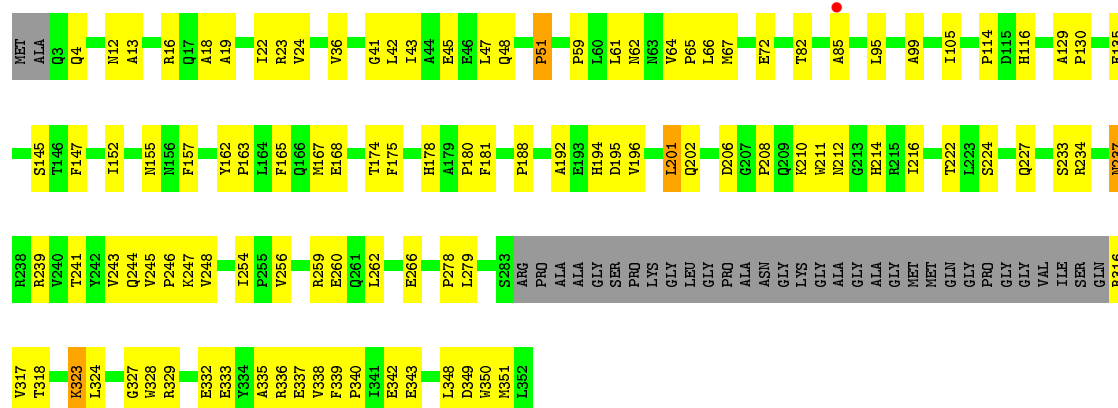 MET ALA Q3 Q4 N12 A13 R16 Q17 A18 A19 I22 R23 V24 V36 G41 L42 I43 A44 E45 E46 L47 Q48 P51 P59 L60 L61 N62 N63 V64 P65 L66 M67 E72 T82 A85 L95 A99 I105 P114 D115 H116 A129 P130
S145 T146 F147 I152 N155 N156 F157 Y162 P163 L164 F165 Q166 M167 E168 T174 F175 H178 A179 P180 F181 P188 A192 E193 H194 D195 V196 L201 Q202 D206 G207 P208 Q209 K210 W211 N212 G213 H214 R215 I216 T222 L223 S224 Q227 S233 R234
R238 R239 V240 T241 Y242 V243 Q244 V245 P246 K247 V248 I254 P255 V256 R259 E260 Q261 L262 E266 P278 L279 S283 ARG PRO ALA ALA GLY SER PRO LYS GLY LEU LEU GLY PRO ALA ASN GLY LYS GLY ALA GLY ALA GLY MET MET GLN GLY PRO GLY GLY VAL ILE SER GLN R316
V317 T318 K323 L324 G327 W328 R329 E332 E333 Y334 A335 R336 E337 V338 F339 P340 I341 E342 E343 L348 D349 W350 M351 L352